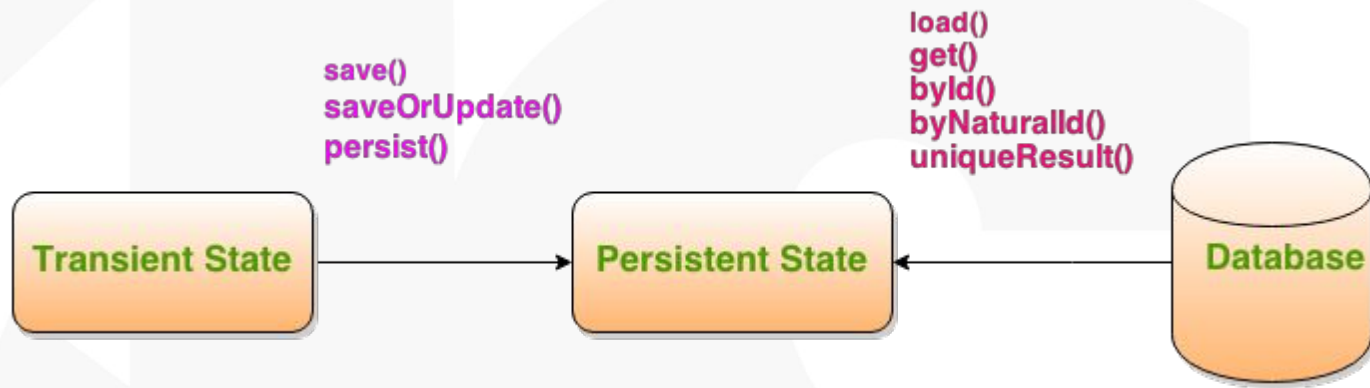 save()
saveOrUpdate()
persist()
load()
get()
byId()
byNaturalId()
uniqueResult()
Transient State
Persistent State
Database